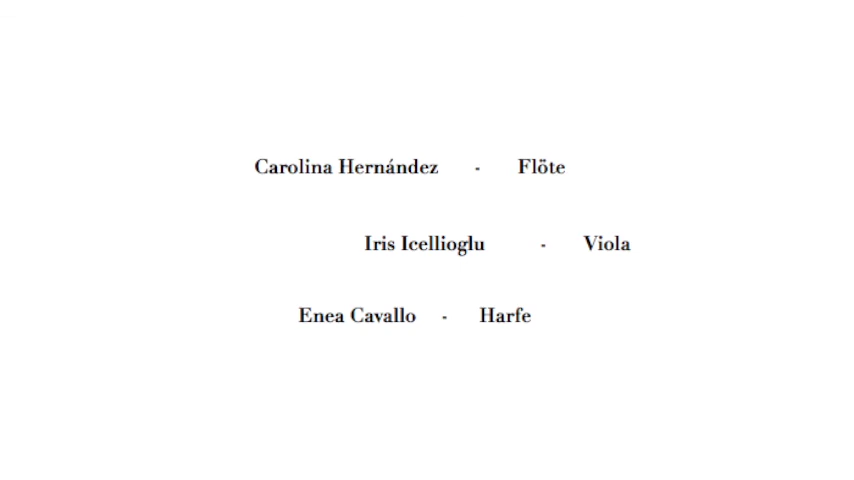 Carolina Hernández - Flöte
Iris Icellioglu - Viola
Enea Cavallo - Harfe